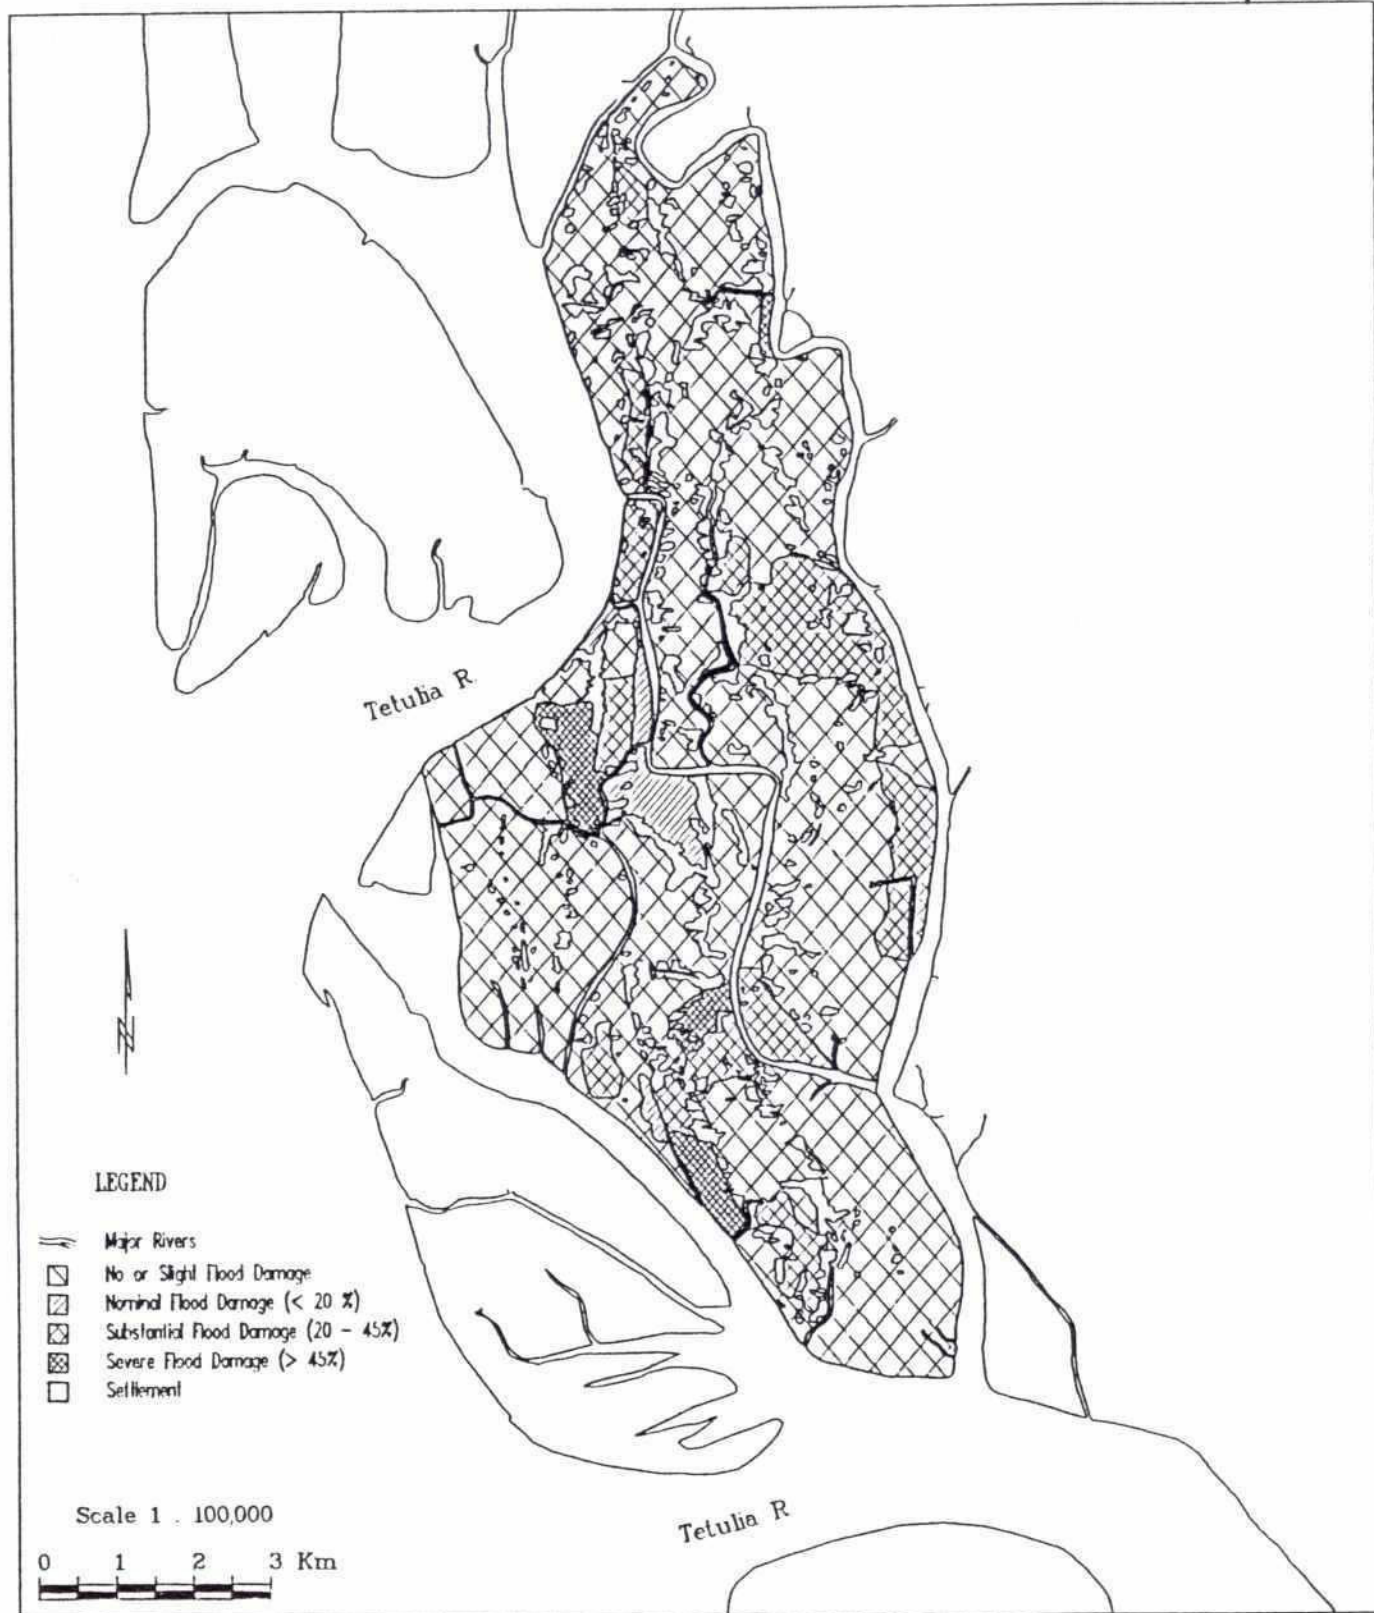 Tetulia R
LEGEND
Major Rivers
No or Slight Flood Damage
Nominal Flood Damage (< 20 %)
Substantial Flood Damage (20 - 45%)
Severe Flood Damage (> 45%)
Settlement
Scale 1 . 100,000
0 1 2 3 Km
Tetulia R